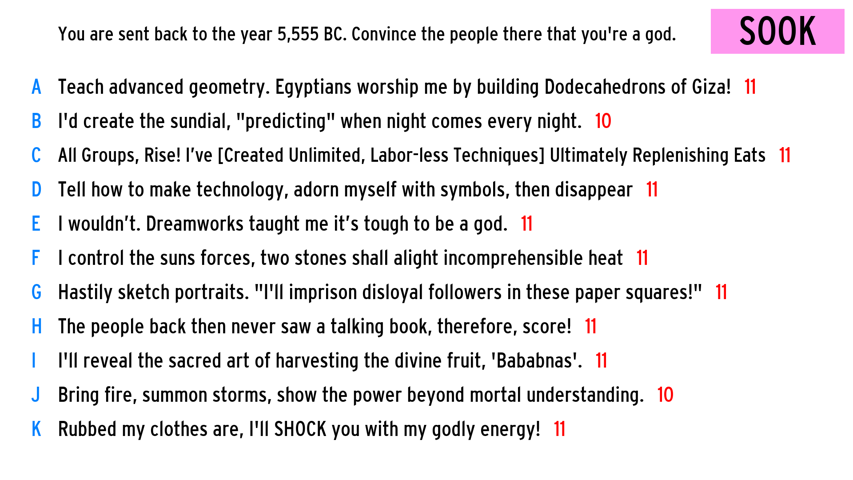 You are sent back to the year 5,555 BC. Convince the people there that you're a god. SOOK
A Teach advanced geometry. Egyptians worship me by building Dodecahedrons of Giza! 11
B I'd create the sundial, "predicting" when night comes every night. 10
C All Groups, Rise! I've [Created Unlimited, Labor-less Techniques] Ultimately Replenishing Eats 11
D Tell how to make technology, adorn myself with symbols, then disappear 11
E I wouldn't. Dreamworks taught me it's tough to be a god. 11
F I control the suns forces, two stones shall alight incomprehensible heat 11
G Hastily sketch portraits. "I'll imprison disloyal followers in these paper squares!" 11
H The people back then never saw a talking book, therefore, score! 11
I I'll reveal the sacred art of harvesting the divine fruit, 'Bababnas'. 11
J Bring fire, summon storms, show the power beyond mortal understanding. 10
K Rubbed my clothes are, I'll SHOCK you with my godly energy! 11